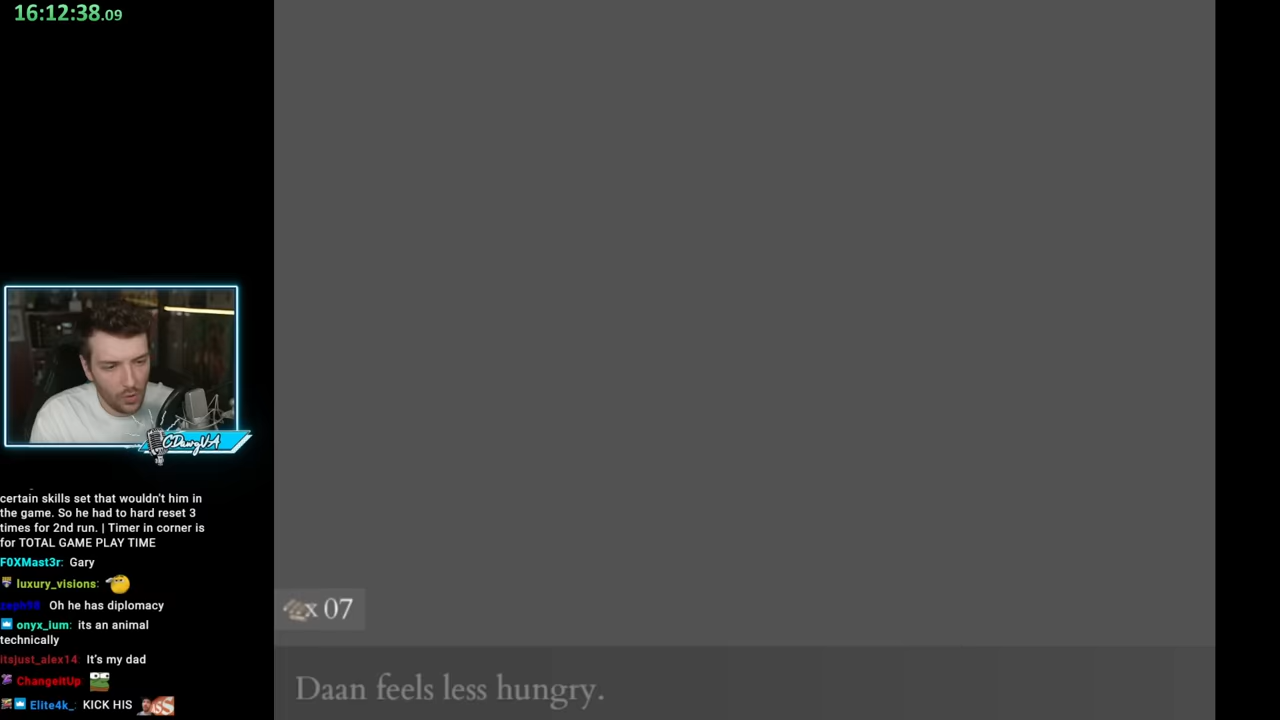 16:12:38.09
CDawgVA
certain skills set that wouldn't him in
the game. So he had to hard reset 3
times for 2nd run. | Timer in corner is
for TOTAL GAME PLAY TIME
F0XMast3r: Gary
luxury_visions:
zeph98 Oh he has diplomacy
onyx_ium: its an animal
technically
itsjust_alex14: It's my dad
ChangeitUp
Elite4k_: KICK HIS
x 07
Daan feels less hungry.